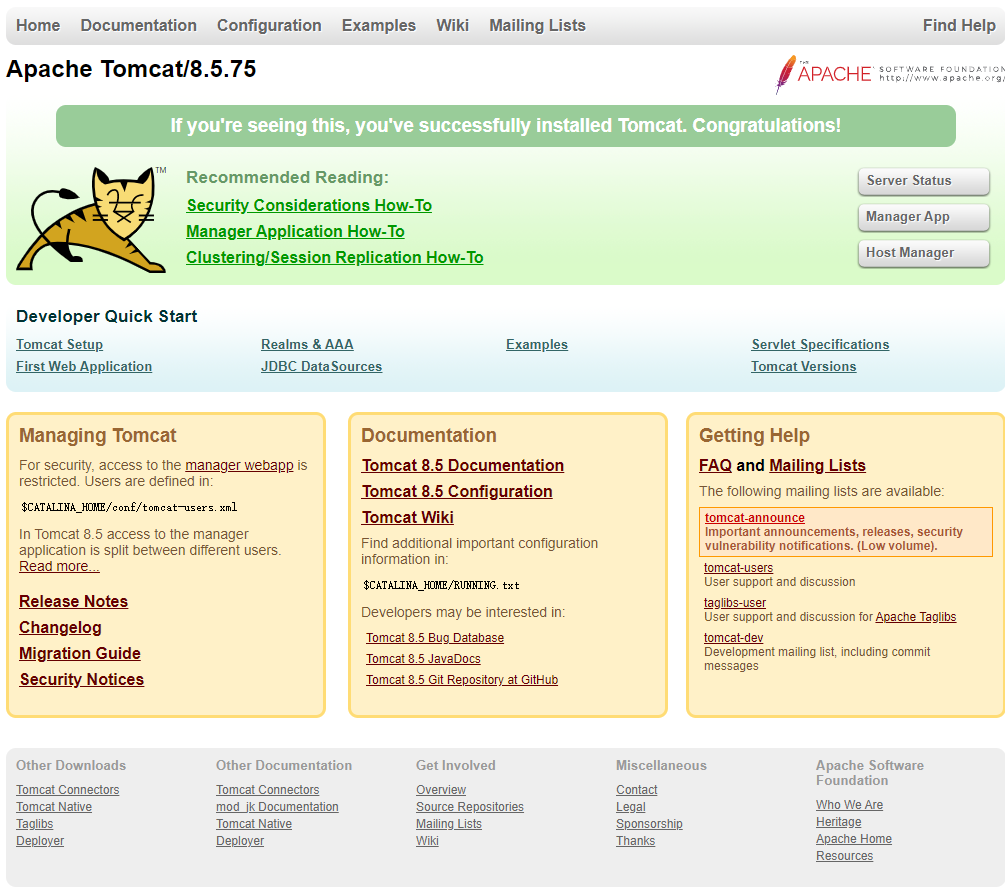 Home Documentation Configuration Examples Wiki Mailing Lists Find Help
Apache Tomcat/8.5.75
THE APACHE SOFTWARE FOUNDATION
http://www.apache.org/
If you're seeing this, you've successfully installed Tomcat. Congratulations!
TM
Recommended Reading:
Security Considerations How-To
Manager Application How-To
Clustering/Session Replication How-To
Server Status
Manager App
Host Manager
Developer Quick Start
Tomcat Setup
First Web Application
Realms & AAA
JDBC DataSources
Examples
Servlet Specifications
Tomcat Versions
Managing Tomcat
For security, access to the manager webapp is
restricted. Users are defined in:
$CATALINA_HOME/conf/tomcat-users.xml
In Tomcat 8.5 access to the manager
application is split between different users.
Read more...
Release Notes
Changelog
Migration Guide
Security Notices
Documentation
Tomcat 8.5 Documentation
Tomcat 8.5 Configuration
Tomcat Wiki
Find additional important configuration
information in:
$CATALINA_HOME/RUNNING.txt
Developers may be interested in:
Tomcat 8.5 Bug Database
Tomcat 8.5 JavaDocs
Tomcat 8.5 Git Repository at GitHub
Getting Help
FAQ and Mailing Lists
The following mailing lists are available:
tomcat-announce
Important announcements, releases, security
vulnerability notifications. (Low volume).
tomcat-users
User support and discussion
taglibs-user
User support and discussion for Apache Taglibs
tomcat-dev
Development mailing list, including commit
messages
Other Downloads
Tomcat Connectors
Tomcat Native
Taglibs
Deployer
Other Documentation
Tomcat Connectors
mod_jk Documentation
Tomcat Native
Deployer
Get Involved
Overview
Source Repositories
Mailing Lists
Wiki
Miscellaneous
Contact
Legal
Sponsorship
Thanks
Apache Software
Foundation
Who We Are
Heritage
Apache Home
Resources